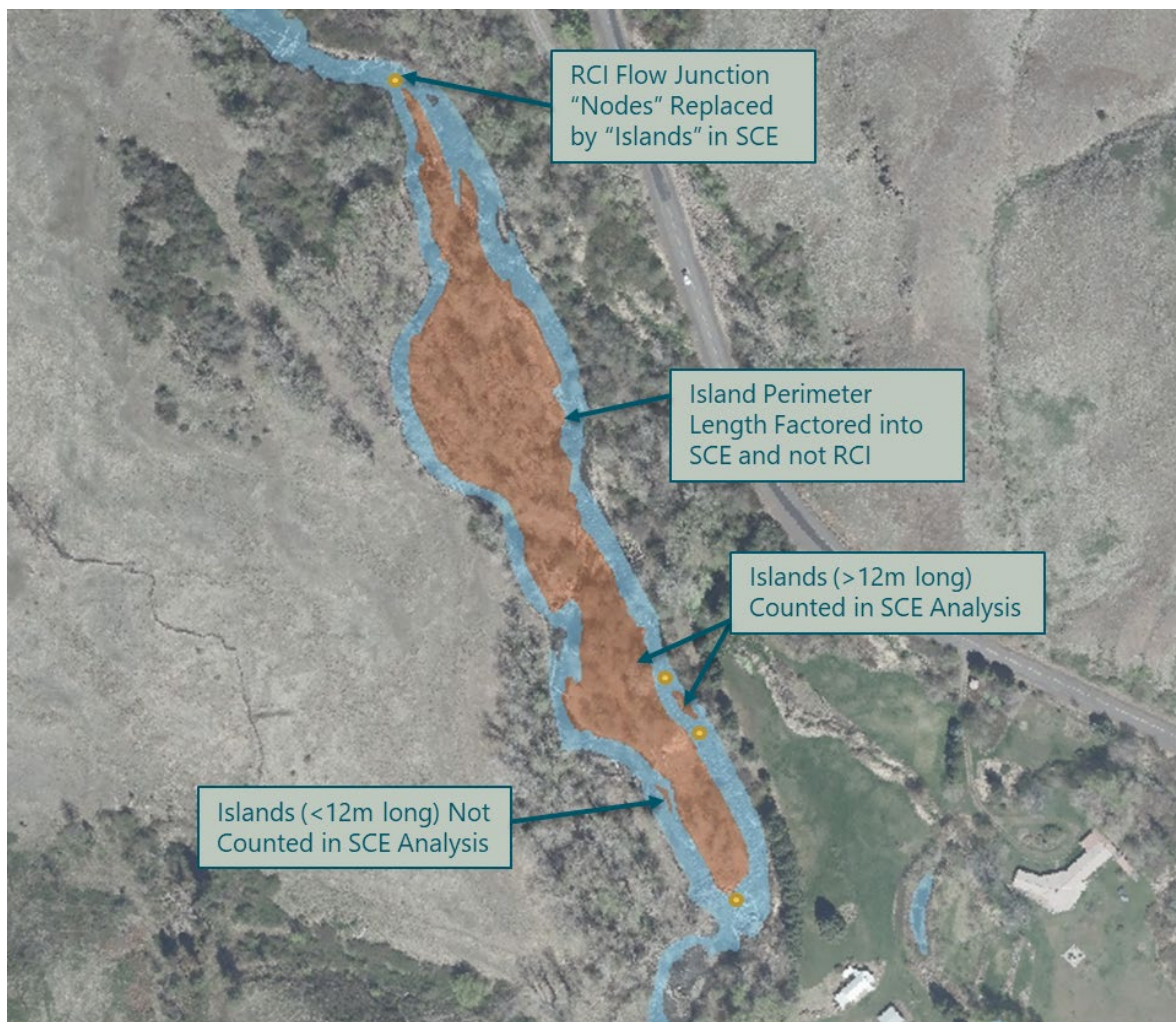 RCI Flow Junction
“Nodes” Replaced
by “Islands” in SCE
Island Perimeter
Length Factored into
SCE and not RCI
Islands (>12m long)
Counted in SCE Analysis
Islands (<12m long) Not
Counted in SCE Analysis